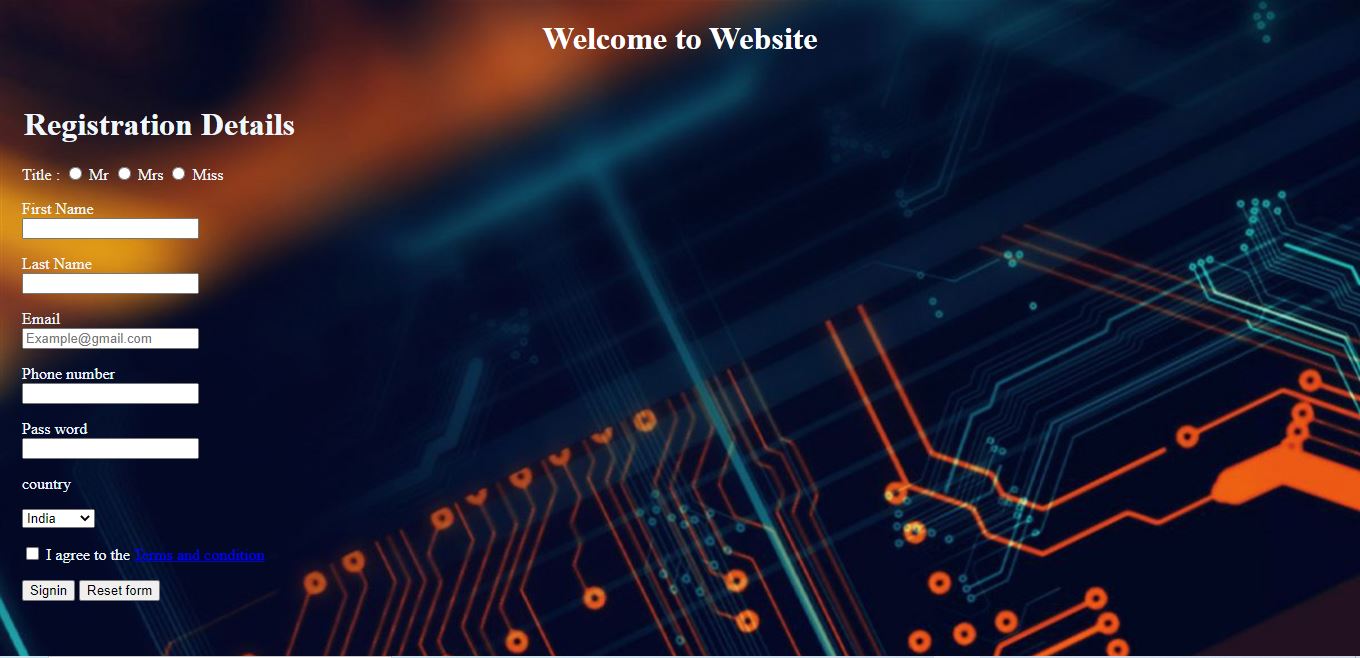 Welcome to Website
Registration Details
Title : Mr Mrs Miss
First Name
Last Name
Email
Example@gmail.com
Phone number
Pass word
country
India
I agree to the Terms and condition
Signin Reset form